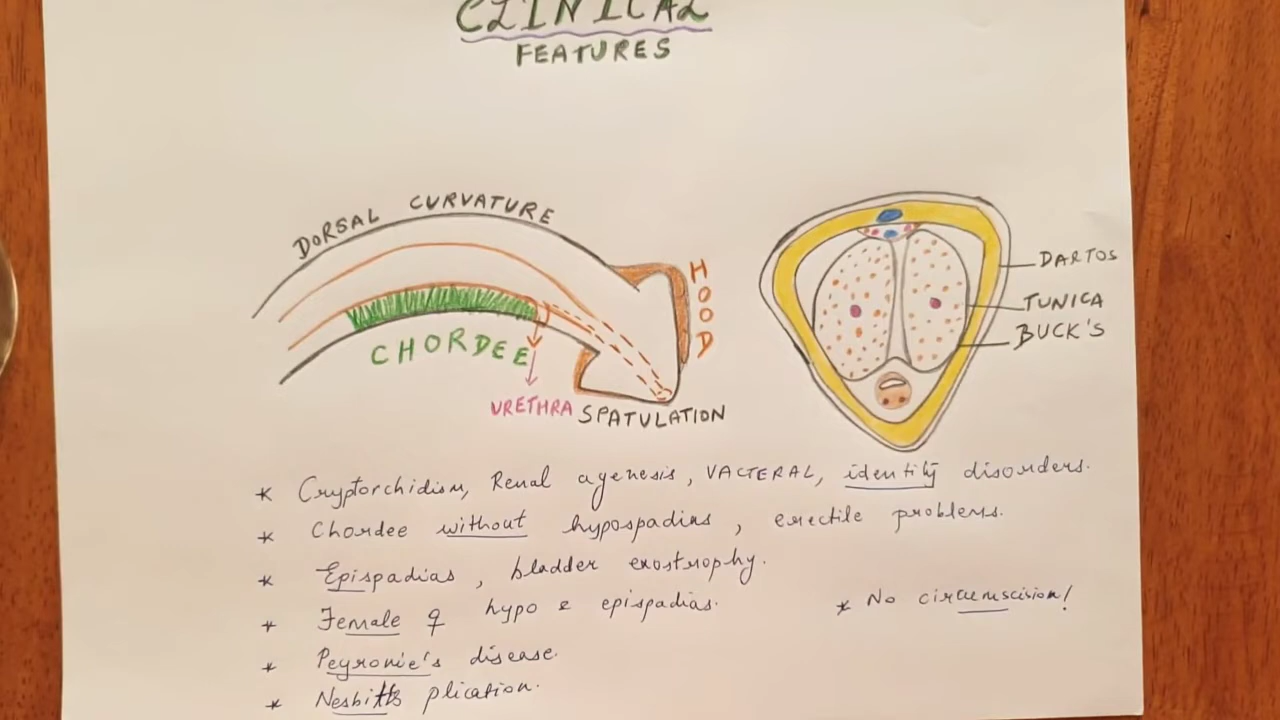 CLINICAL
FEATURES
DORSAL CURVATURE
HOOD
CHORDEE
URETHRA
SPATULATION
DARTOS
TUNICA
BUCK'S
* Cryptorchidism, Renal agenesis, VACTERAL, identity disorders.
* Chordee without hypospadias, erectile problems.
* Epispadias, bladder exostrophy.
* Female ♀ hypo & epispadias.
* No circumscision!
* Peyronie's disease.
* Nesbitts plication.